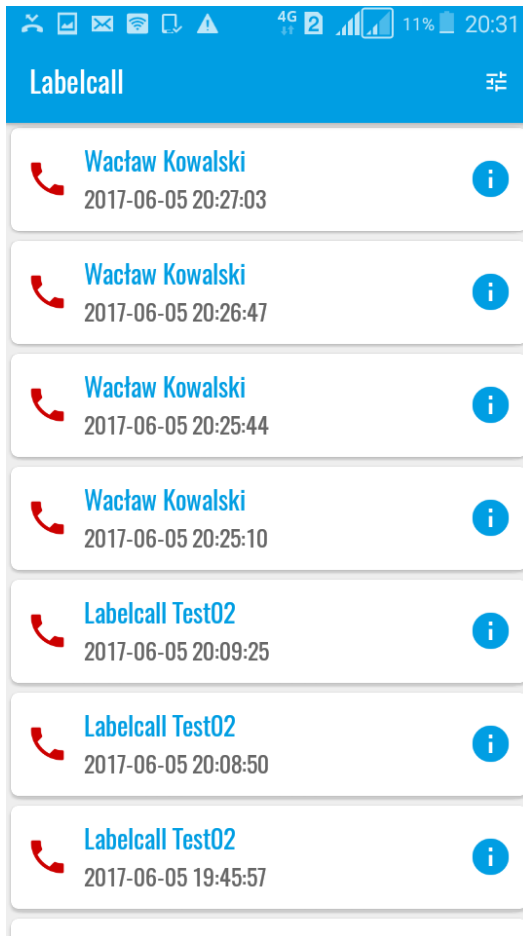 4G 2 11% 20:31
Labelcall
Wacław Kowalski
2017-06-05 20:27:03
Wacław Kowalski
2017-06-05 20:26:47
Wacław Kowalski
2017-06-05 20:25:44
Wacław Kowalski
2017-06-05 20:25:10
Labelcall Test02
2017-06-05 20:09:25
Labelcall Test02
2017-06-05 20:08:50
Labelcall Test02
2017-06-05 19:45:57